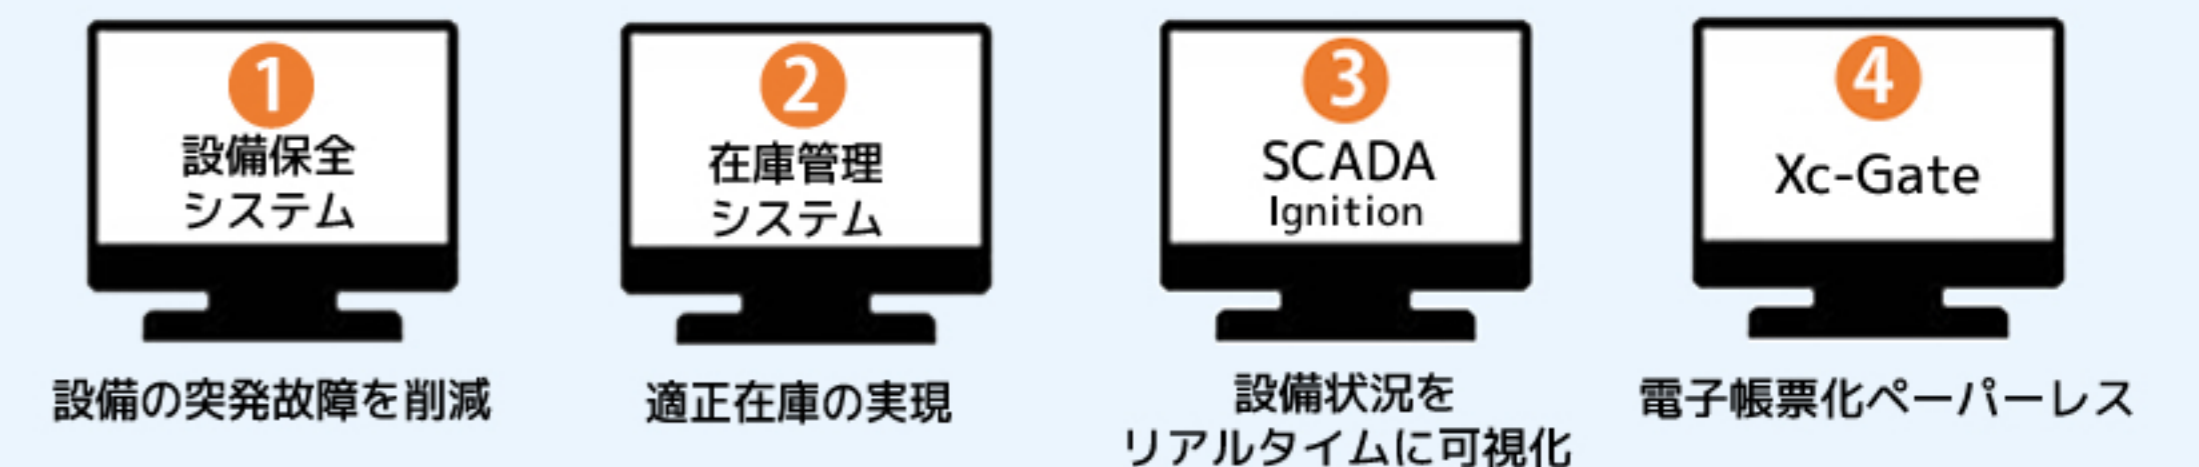 1
設備保全
システム
設備の突発故障を削減
2
在庫管理
システム
適正在庫の実現
3
SCADA
Ignition
設備状況を
リアルタイムに可視化
4
Xc-Gate
電子帳票化ペーパーレス